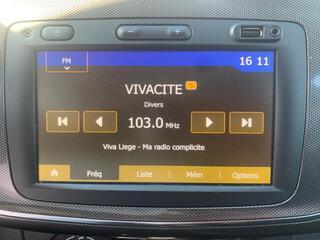 FM
16 11
VIVACITE
Divers
103.0 MHz
Viva Liege - Ma radio complicite
Fréq
Liste
Mém
Options